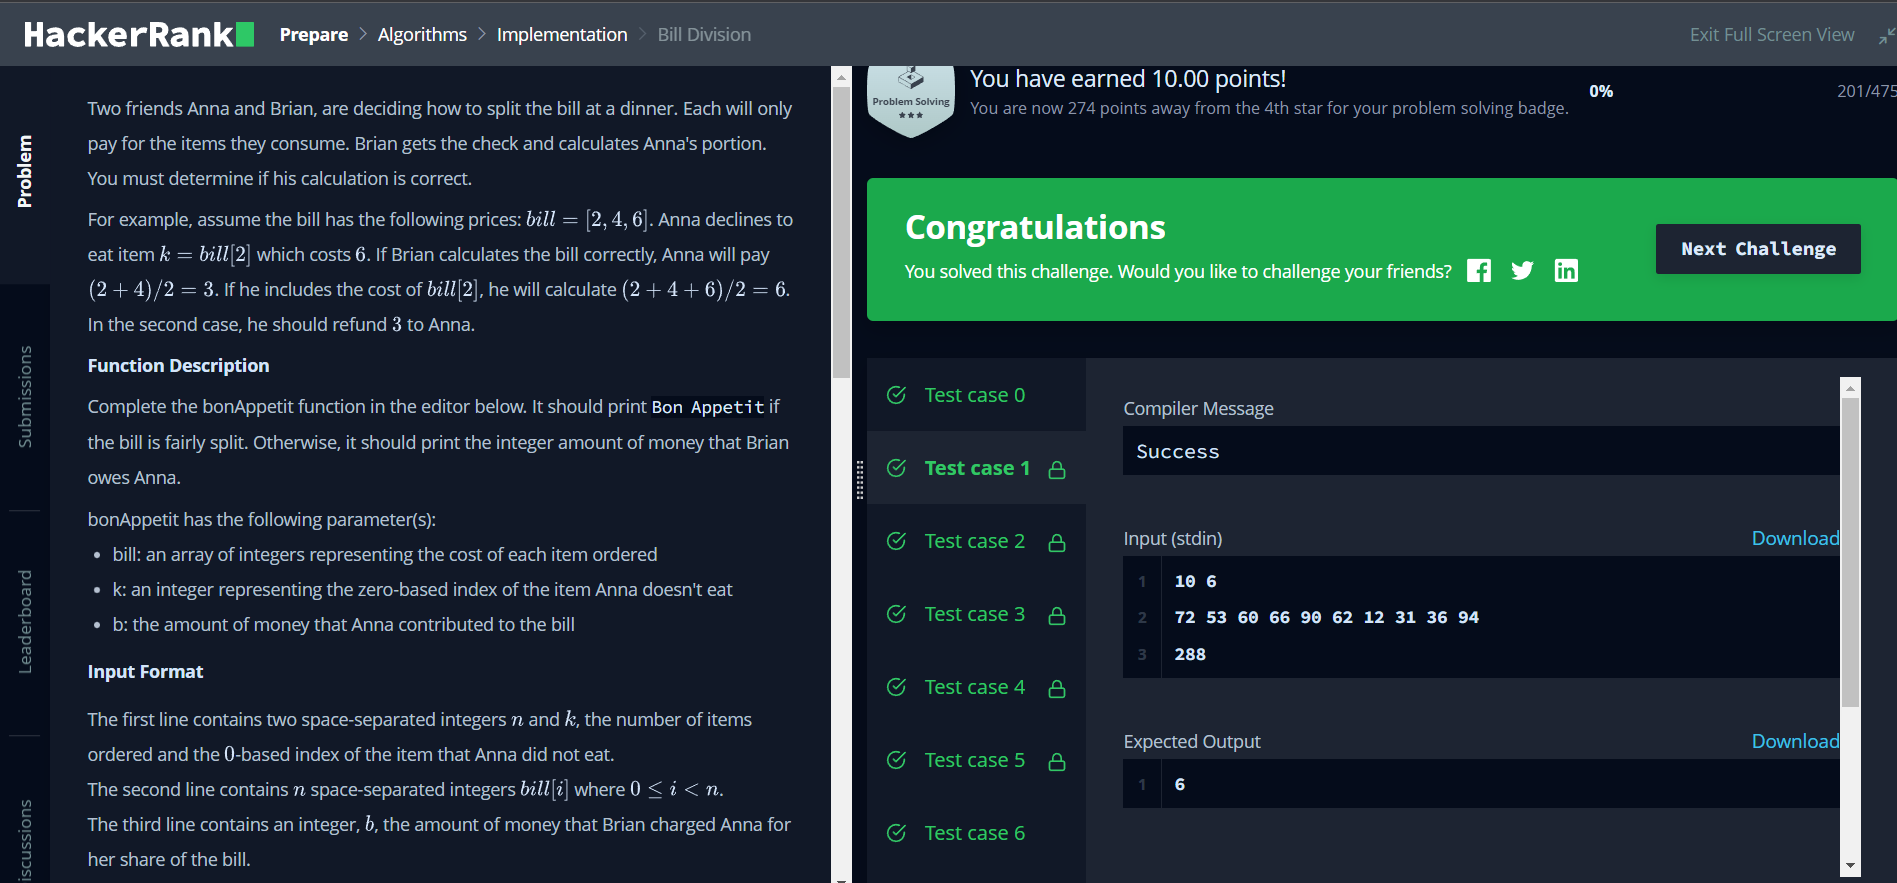 HackerRank Prepare > Algorithms > Implementation > Bill Division Exit Full Screen View
Problem
Submissions
Leaderboard
iscussions
Two friends Anna and Brian, are deciding how to split the bill at a dinner. Each will only
pay for the items they consume. Brian gets the check and calculates Anna's portion.
You must determine if his calculation is correct.
For example, assume the bill has the following prices: bill = [2, 4, 6]. Anna declines to
eat item k = bill[2] which costs 6. If Brian calculates the bill correctly, Anna will pay
(2 + 4)/2 = 3. If he includes the cost of bill[2], he will calculate (2 + 4 + 6)/2 = 6.
In the second case, he should refund 3 to Anna.
Function Description
Complete the bonAppetit function in the editor below. It should print Bon Appetit if
the bill is fairly split. Otherwise, it should print the integer amount of money that Brian
owes Anna.
bonAppetit has the following parameter(s):
• bill: an array of integers representing the cost of each item ordered
• k: an integer representing the zero-based index of the item Anna doesn't eat
• b: the amount of money that Anna contributed to the bill
Input Format
The first line contains two space-separated integers n and k, the number of items
ordered and the 0-based index of the item that Anna did not eat.
The second line contains n space-separated integers bill[i] where 0 ≤ i < n.
The third line contains an integer, b, the amount of money that Brian charged Anna for
her share of the bill.
Problem Solving
You have earned 10.00 points!
You are now 274 points away from the 4th star for your problem solving badge.
0% 201/475
Congratulations
You solved this challenge. Would you like to challenge your friends?
Next Challenge
Test case 0
Test case 1
Test case 2
Test case 3
Test case 4
Test case 5
Test case 6
Compiler Message
Success
Input (stdin) Download
1 10 6
2 72 53 60 66 90 62 12 31 36 94
3 288
Expected Output Download
1 6